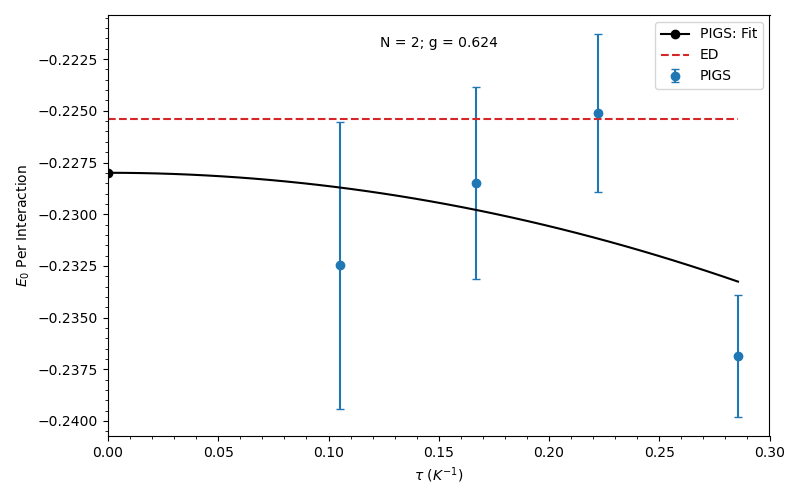 N = 2; g = 0.624
PIGS: Fit
ED
PIGS
E₀ Per Interaction
−0.2225
−0.2250
−0.2275
−0.2300
−0.2325
−0.2350
−0.2375
−0.2400
0.00 0.05 0.10 0.15 0.20 0.25 0.30
τ (K⁻¹)